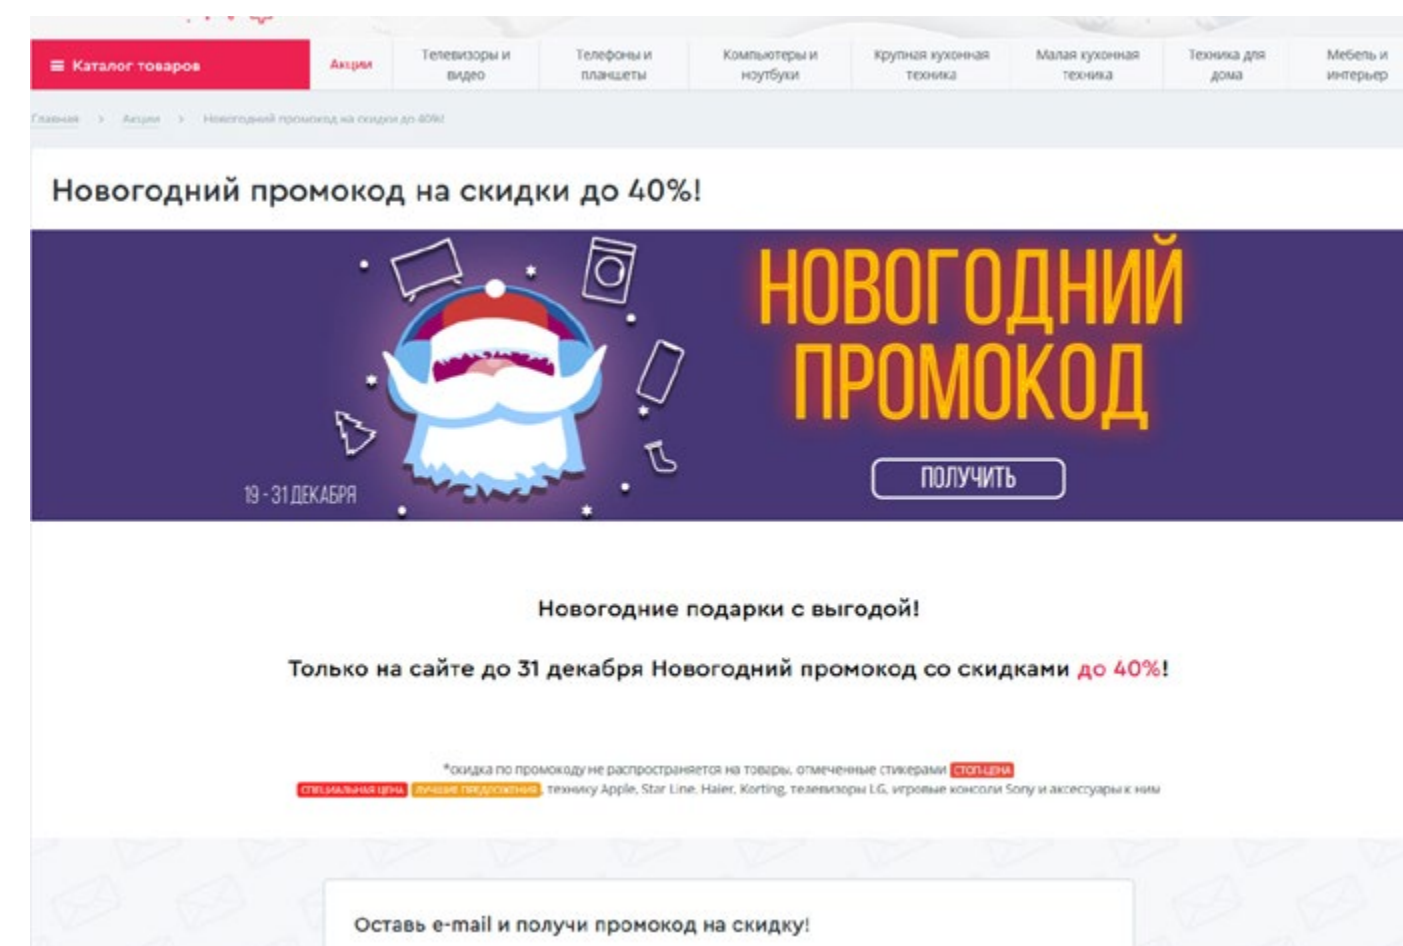 Каталог товаров
Акции
Телевизоры и
видео
Телефоны и
планшеты
Компьютеры и
ноутбуки
Крупная кухонная
техника
Малая кухонная
техника
Техника для
дома
Мебель и
интерьер
Главная > Акции > Новогодний промокод на скидки до 40%!
Новогодний промокод на скидки до 40%!
НОВОГОДНИЙ
ПРОМОКОД
ПОЛУЧИТЬ
19 - 31 ДЕКАБРЯ
Новогодние подарки с выгодой!
Только на сайте до 31 декабря Новогодний промокод со скидками до 40%!
*скидка по промокоду не распространяется на товары, отмеченные стикерами СТОП-ЦЕНА
СПЕЦИАЛЬНАЯ ЦЕНА ЛУЧШИЕ ПРЕДЛОЖЕНИЯ, технику Apple, Star Line, Haier, Korting, телевизоры LG, игровые консоли Sony и аксессуары к ним
Оставь e-mail и получи промокод на скидку!